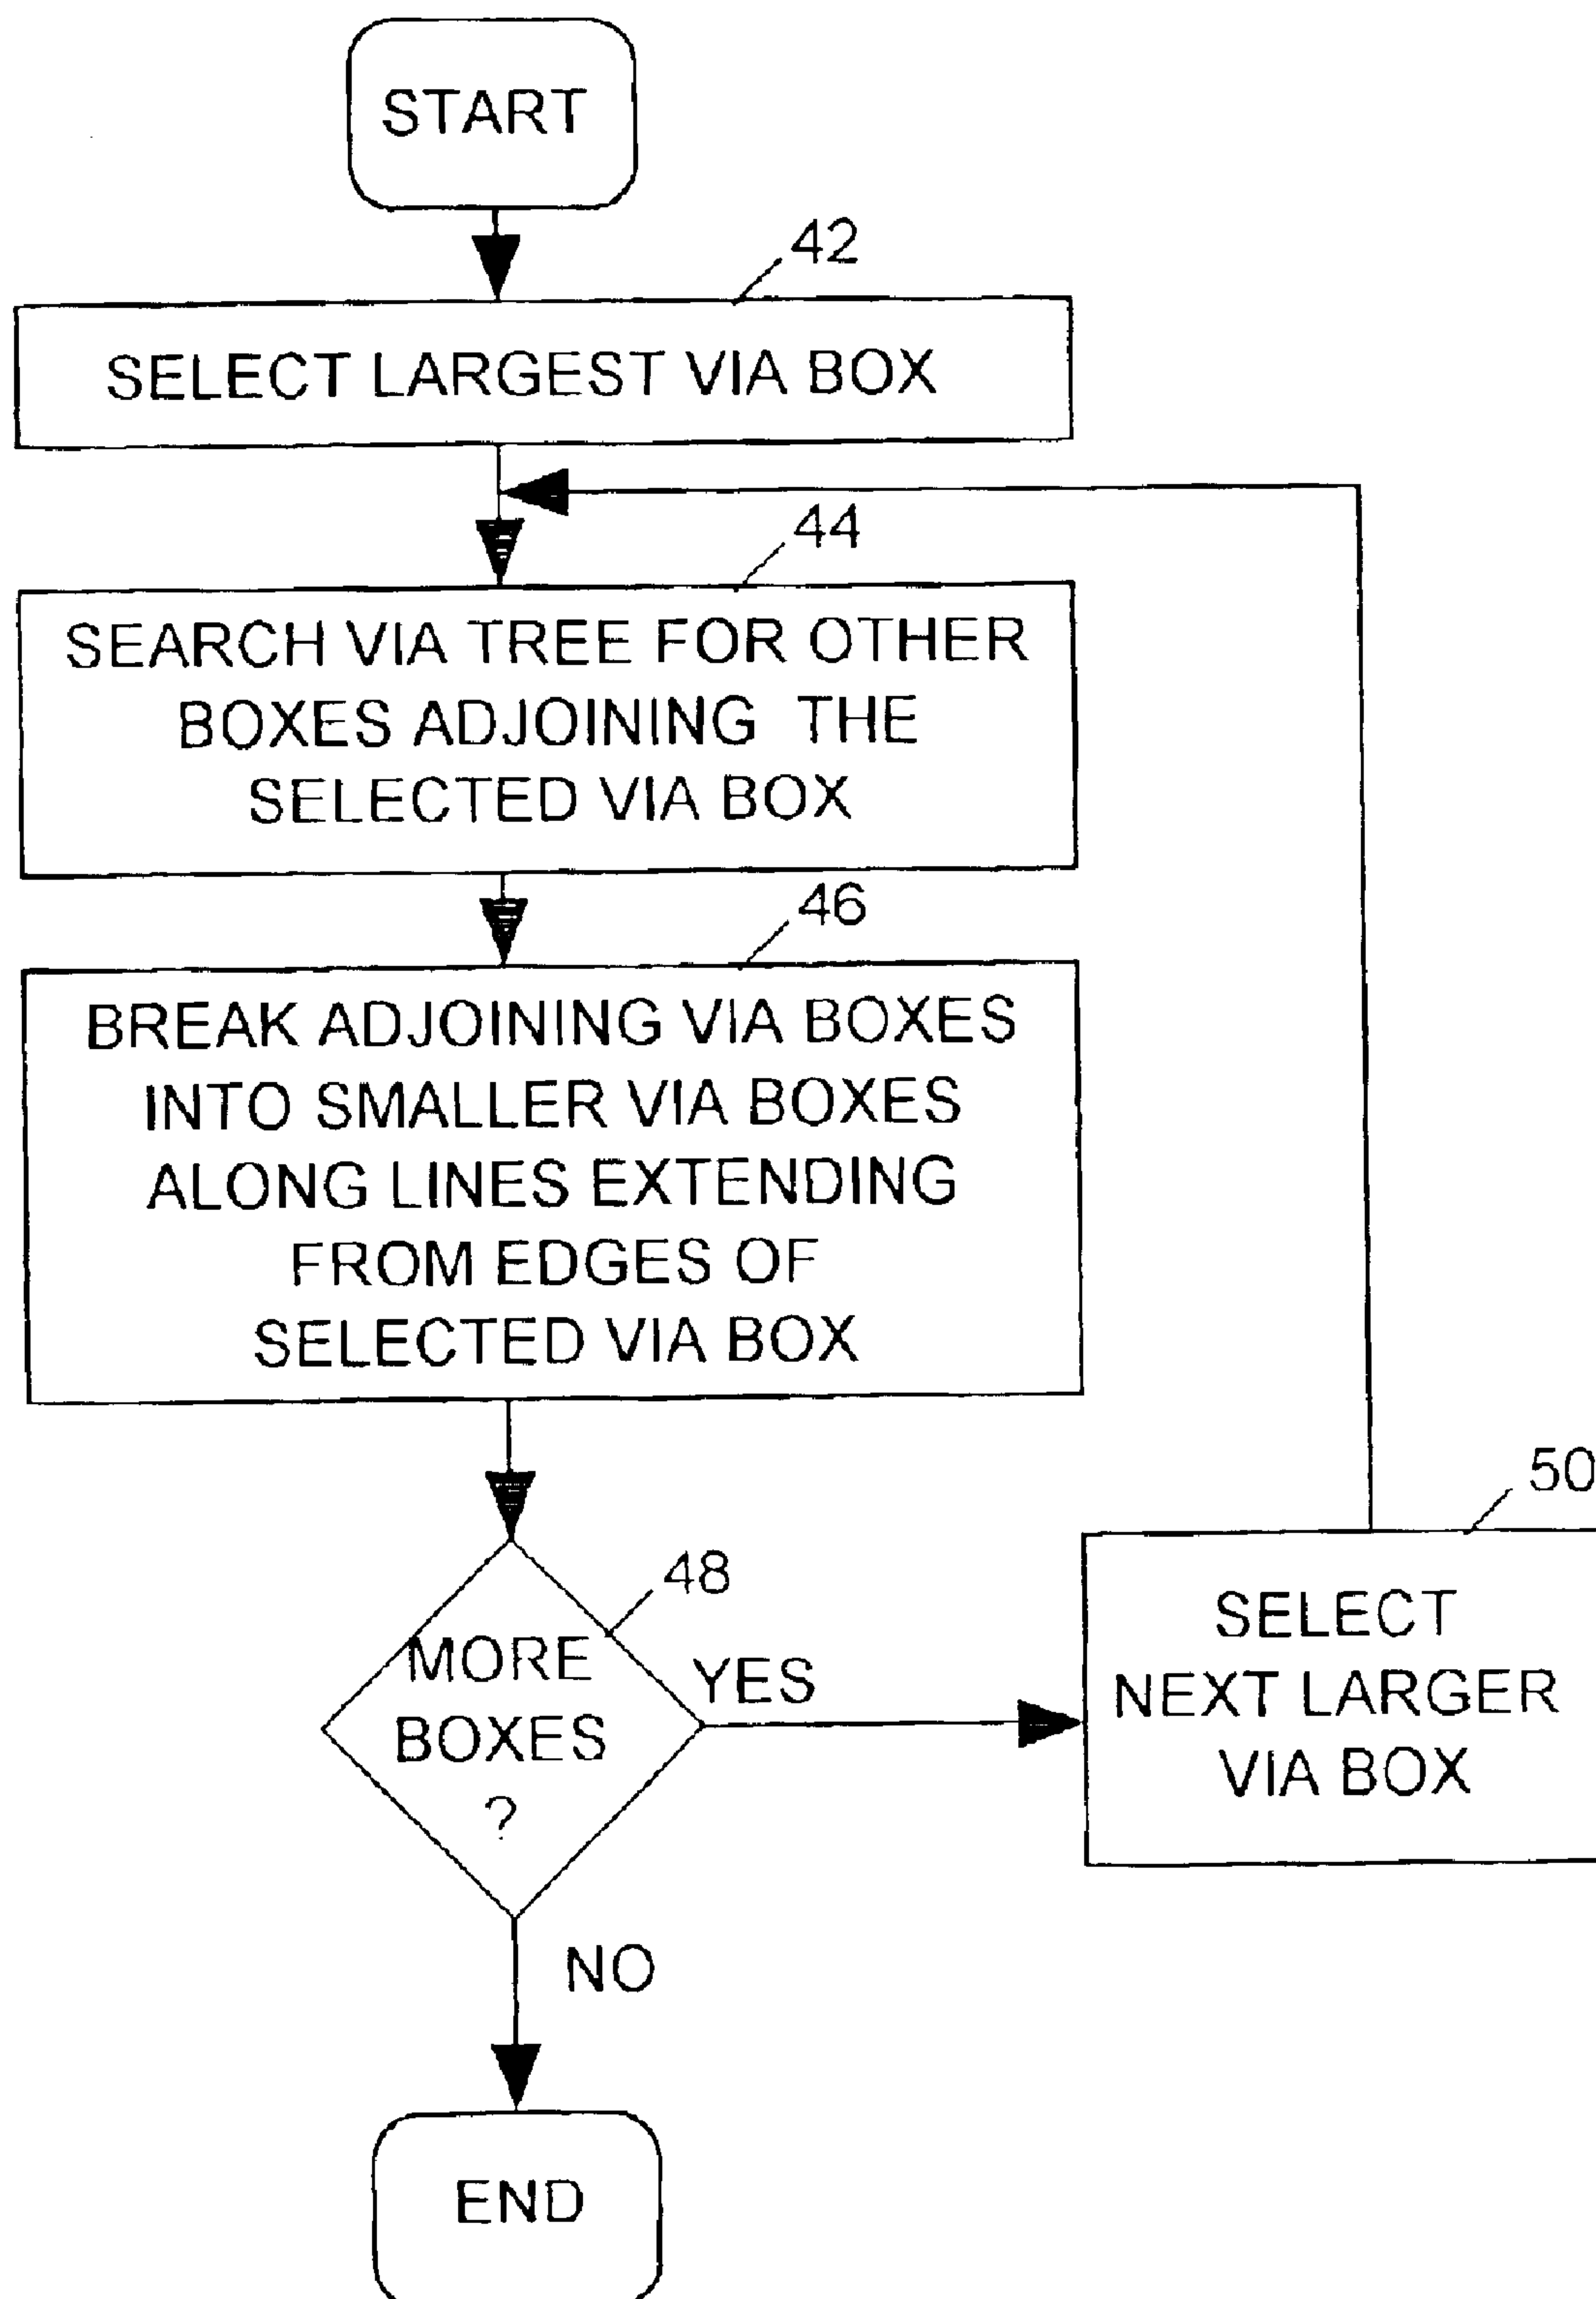 START
42
SELECT LARGEST VIA BOX
44
SEARCH VIA TREE FOR OTHER
BOXES ADJOINING THE
SELECTED VIA BOX
46
BREAK ADJOINING VIA BOXES
INTO SMALLER VIA BOXES
ALONG LINES EXTENDING
FROM EDGES OF
SELECTED VIA BOX
48
MORE
BOXES
?
YES
50
SELECT
NEXT LARGER
VIA BOX
NO
END